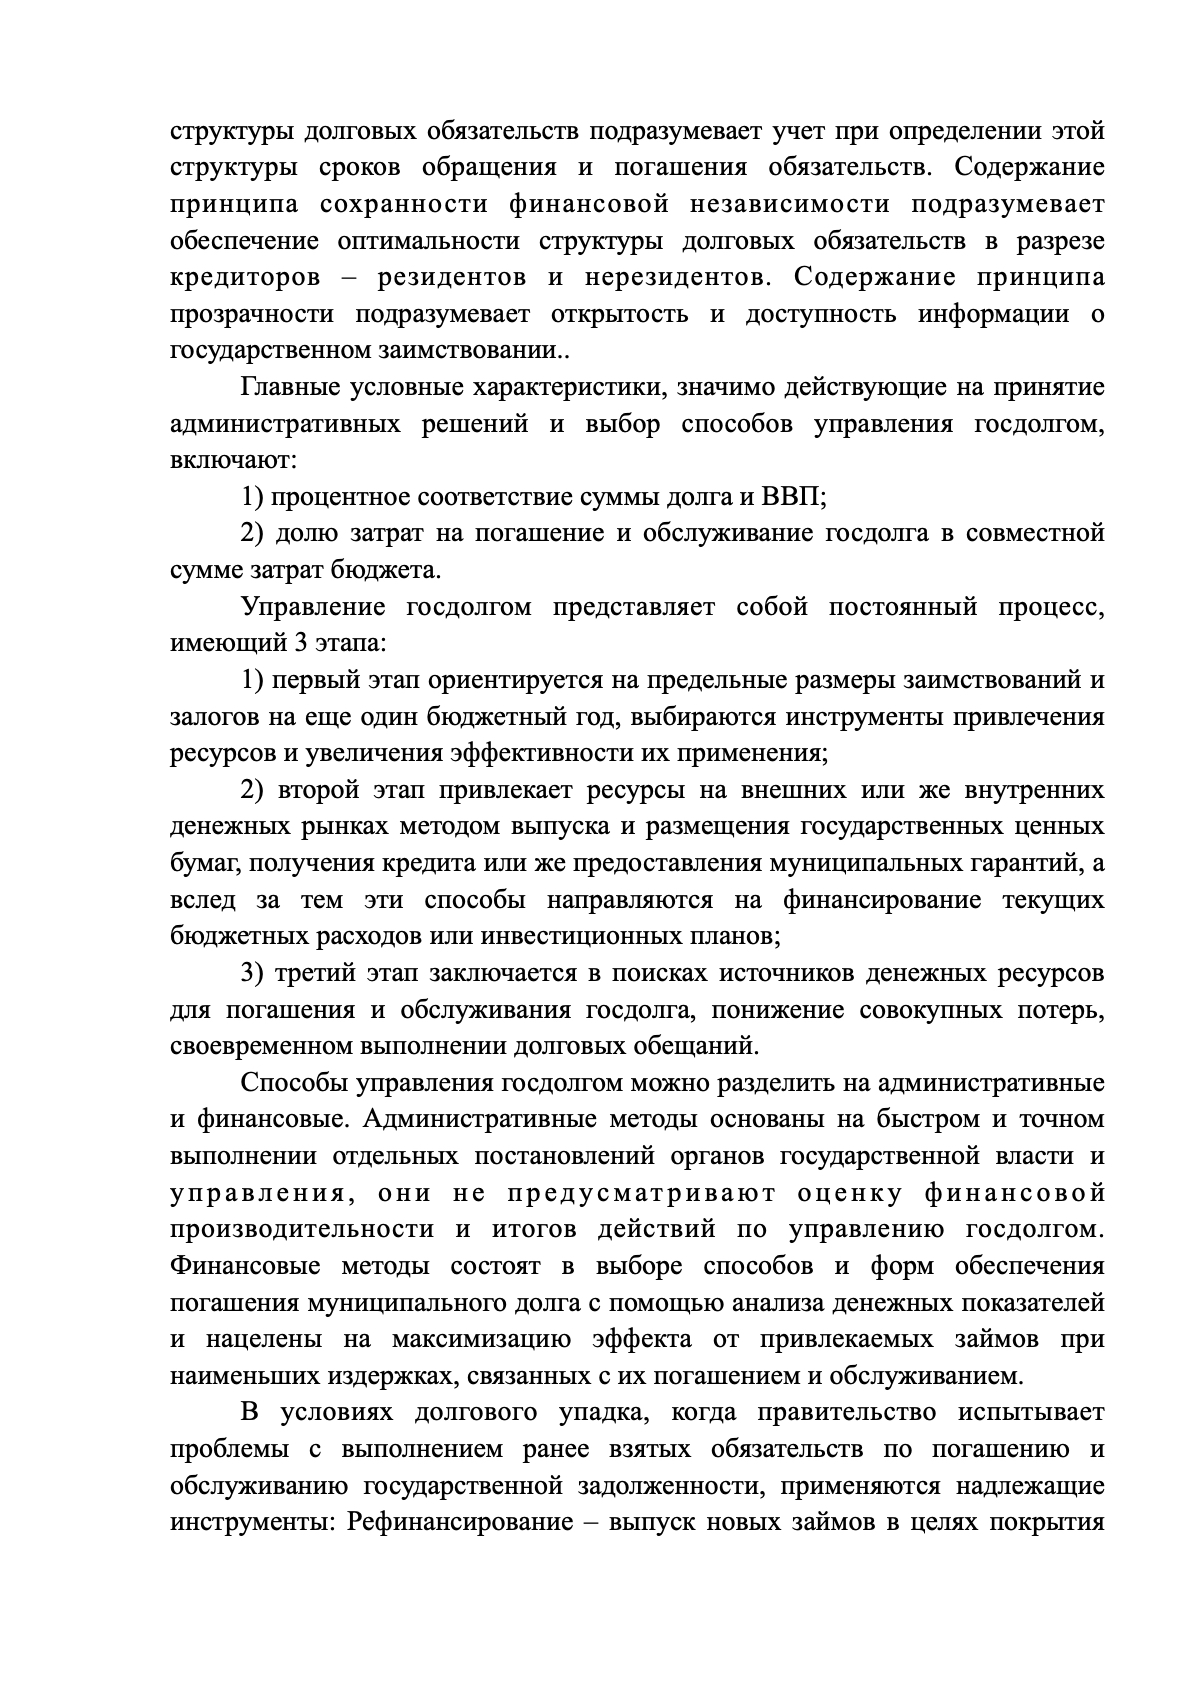 структуры долговых обязательств подразумевает учет при определении этой
структуры сроков обращения и погашения обязательств. Содержание
принципа сохранности финансовой независимости подразумевает
обеспечение оптимальности структуры долговых обязательств в разрезе
кредиторов – резидентов и нерезидентов. Содержание принципа
прозрачности подразумевает открытость и доступность информации о
государственном заимствовании..
Главные условные характеристики, значимо действующие на принятие
административных решений и выбор способов управления госдолгом,
включают:
1) процентное соответствие суммы долга и ВВП;
2) долю затрат на погашение и обслуживание госдолга в совместной
сумме затрат бюджета.
Управление госдолгом представляет собой постоянный процесс,
имеющий 3 этапа:
1) первый этап ориентируется на предельные размеры заимствований и
залогов на еще один бюджетный год, выбираются инструменты привлечения
ресурсов и увеличения эффективности их применения;
2) второй этап привлекает ресурсы на внешних или же внутренних
денежных рынках методом выпуска и размещения государственных ценных
бумаг, получения кредита или же предоставления муниципальных гарантий, а
вслед за тем эти способы направляются на финансирование текущих
бюджетных расходов или инвестиционных планов;
3) третий этап заключается в поисках источников денежных ресурсов
для погашения и обслуживания госдолга, понижение совокупных потерь,
своевременном выполнении долговых обещаний.
Способы управления госдолгом можно разделить на административные
и финансовые. Административные методы основаны на быстром и точном
выполнении отдельных постановлений органов государственной власти и
управления, они не предусматривают оценку финансовой
производительности и итогов действий по управлению госдолгом.
Финансовые методы состоят в выборе способов и форм обеспечения
погашения муниципального долга с помощью анализа денежных показателей
и нацелены на максимизацию эффекта от привлекаемых займов при
наименьших издержках, связанных с их погашением и обслуживанием.
В условиях долгового упадка, когда правительство испытывает
проблемы с выполнением ранее взятых обязательств по погашению и
обслуживанию государственной задолженности, применяются надлежащие
инструменты: Рефинансирование – выпуск новых займов в целях покрытия